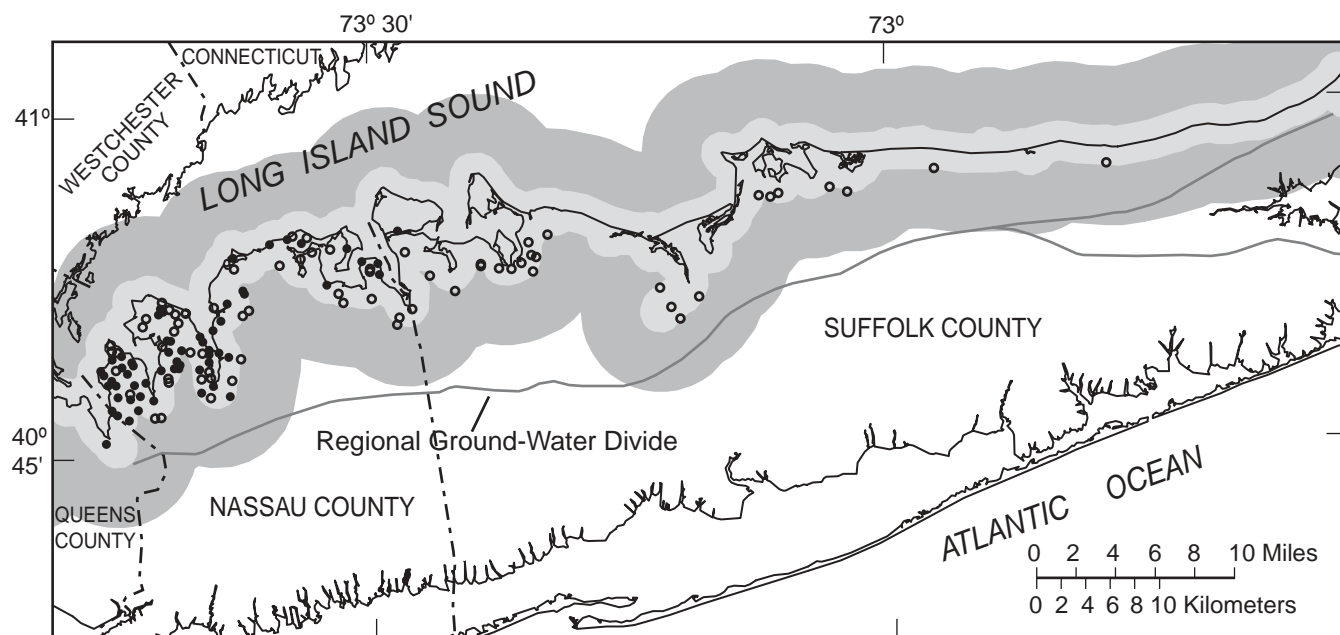 73º 30'
73º
CONNECTICUT
WESTCHESTER
COUNTY
41º
LONG ISLAND SOUND
SUFFOLK COUNTY
Regional Ground-Water Divide
40º
45'
NASSAU COUNTY
QUEENS
COUNTY
ATLANTIC OCEAN
0 2 4 6 8 10 Miles
0 2 4 6 8 10 Kilometers